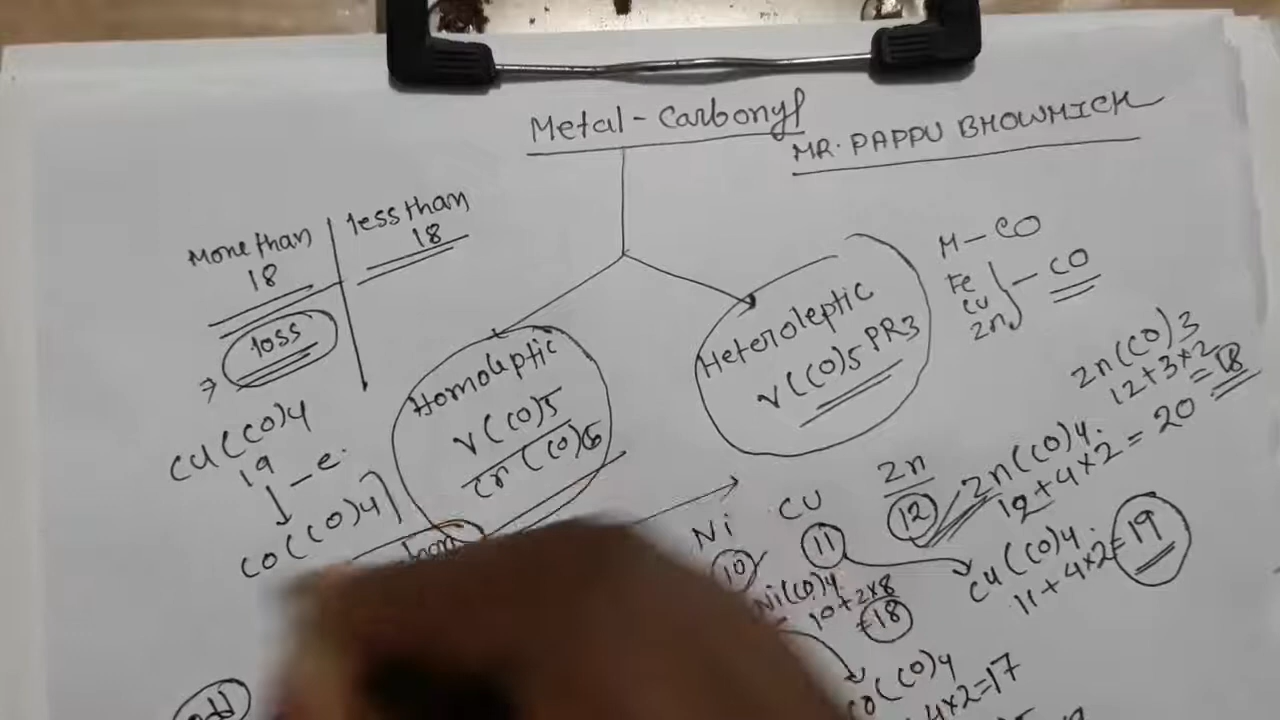 Metal-Carbonyl
MR. PAPPU BHOWMICK
More than
18
less than
18
loss
Cu(CO)4
19
-e
Co(CO)4]
Homoleptic
V(CO)5
Cr(CO)6
Heteroleptic
V(CO)5 PR3
M-CO
Fe
Cu
Zn
CO
Zn(CO)3
12+3×2
=18
Zn
12
Zn(CO)4.
12+4×2=20
Cu
11
Cu(CO)4.
11+4×2=19
Ni
10
Ni(CO)4.
10+2×8
=18
Co(CO)4
4×2=17
odd